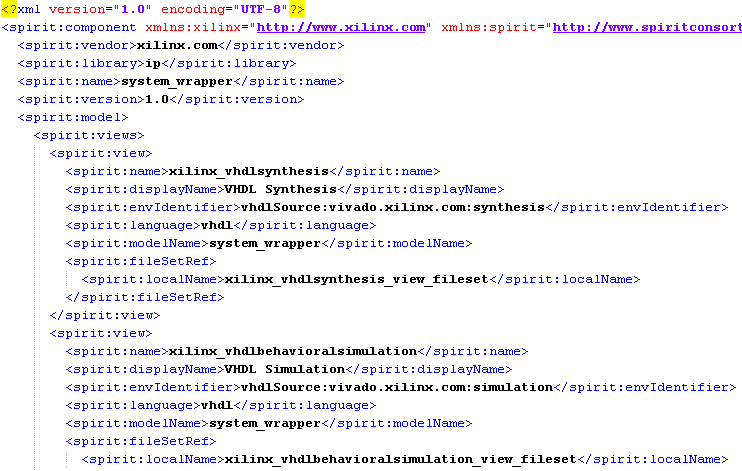 <?xml version="1.0" encoding="UTF-8"?>
<spirit:component xmlns:xilinx="http://www.xilinx.com" xmlns:spirit="http://www.spiritconsort
<spirit:vendor>xilinx.com</spirit:vendor>
<spirit:library>ip</spirit:library>
<spirit:name>system_wrapper</spirit:name>
<spirit:version>1.0</spirit:version>
<spirit:model>
<spirit:views>
<spirit:view>
<spirit:name>xilinx_vhdlsynthesis</spirit:name>
<spirit:displayName>VHDL Synthesis</spirit:displayName>
<spirit:envIdentifier>vhdlSource:vivado.xilinx.com:synthesis</spirit:envIdentifier>
<spirit:language>vhdl</spirit:language>
<spirit:modelName>system_wrapper</spirit:modelName>
<spirit:fileSetRef>
<spirit:localName>xilinx_vhdlsynthesis_view_fileset</spirit:localName>
</spirit:fileSetRef>
</spirit:view>
<spirit:view>
<spirit:name>xilinx_vhdlbehavioralsimulation</spirit:name>
<spirit:displayName>VHDL Simulation</spirit:displayName>
<spirit:envIdentifier>vhdlSource:vivado.xilinx.com:simulation</spirit:envIdentifier>
<spirit:language>vhdl</spirit:language>
<spirit:modelName>system_wrapper</spirit:modelName>
<spirit:fileSetRef>
<spirit:localName>xilinx_vhdlbehavioralsimulation_view_fileset</spirit:localName>